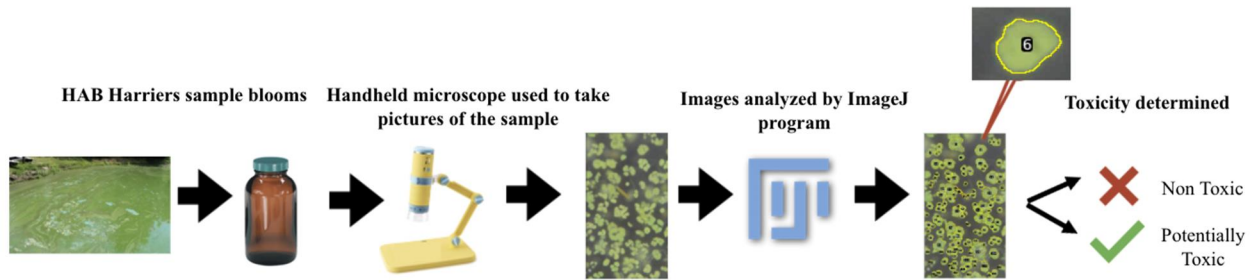 6
HAB Harriers sample blooms
Handheld microscope used to take
pictures of the sample
Images analyzed by ImageJ
program
Toxicity determined
Non Toxic
Potentially
Toxic